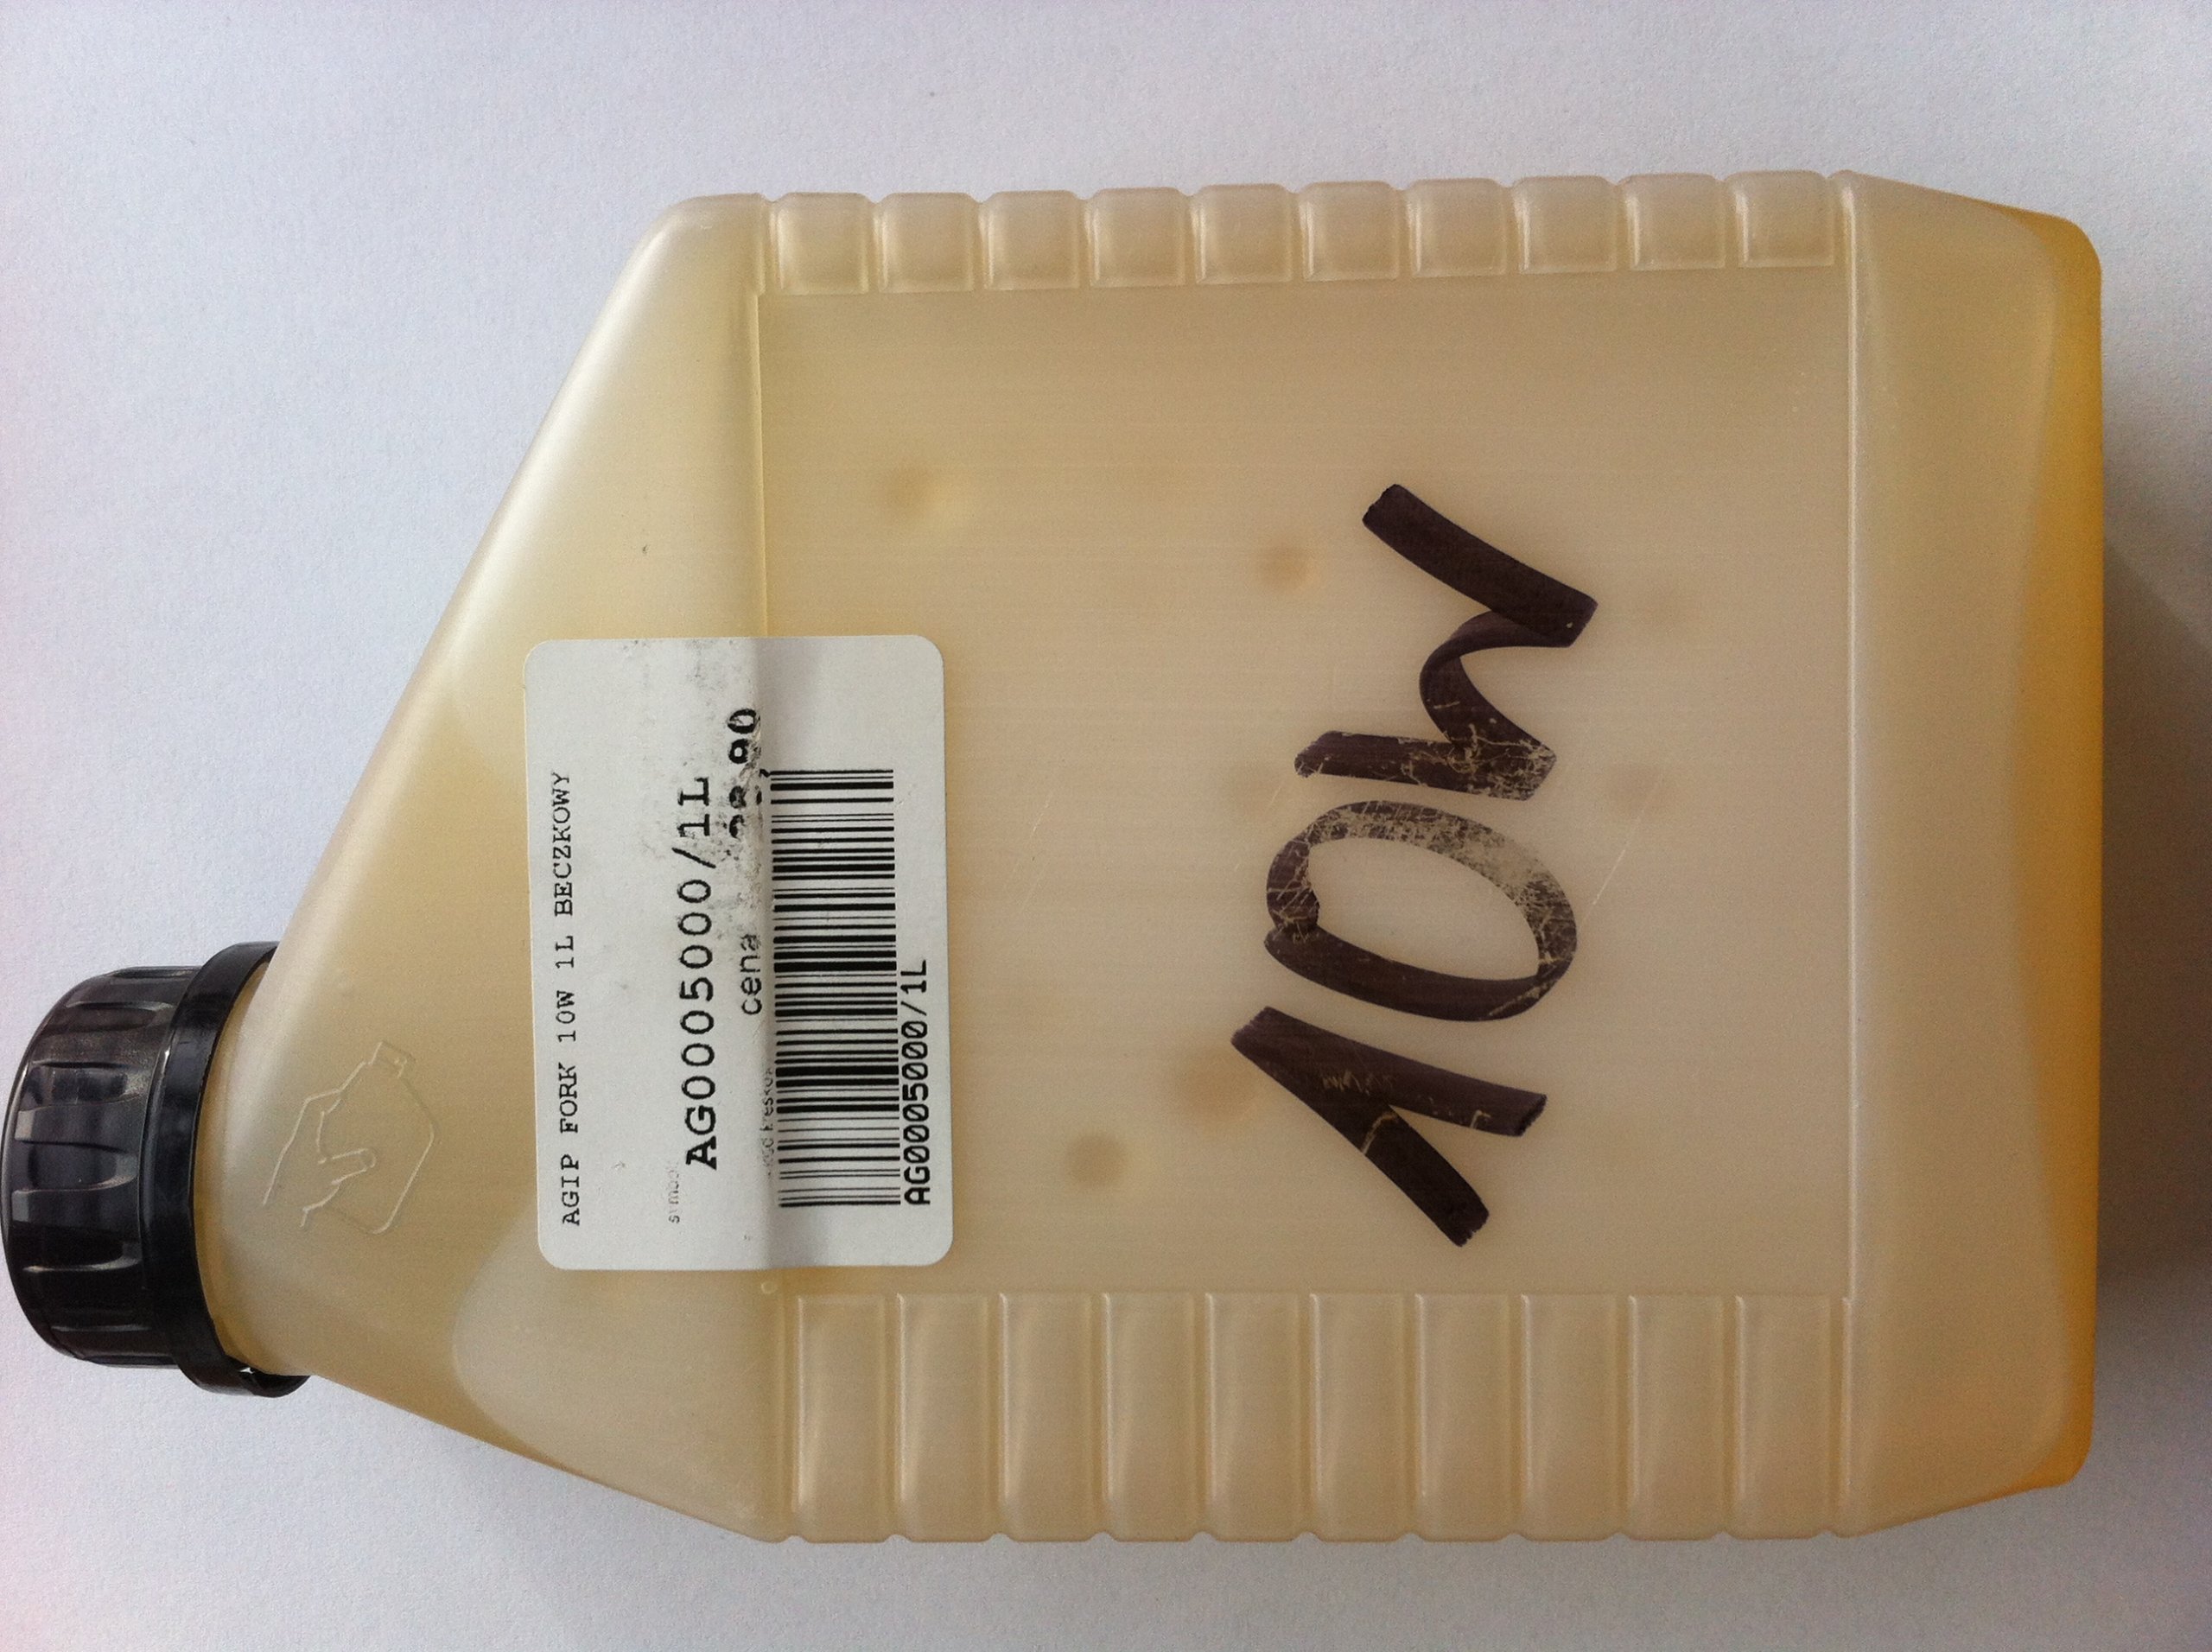 AGIP FORK 10W 1L BECZKOWY
AG0005000/1L
cena
AG0005000/1L
10W